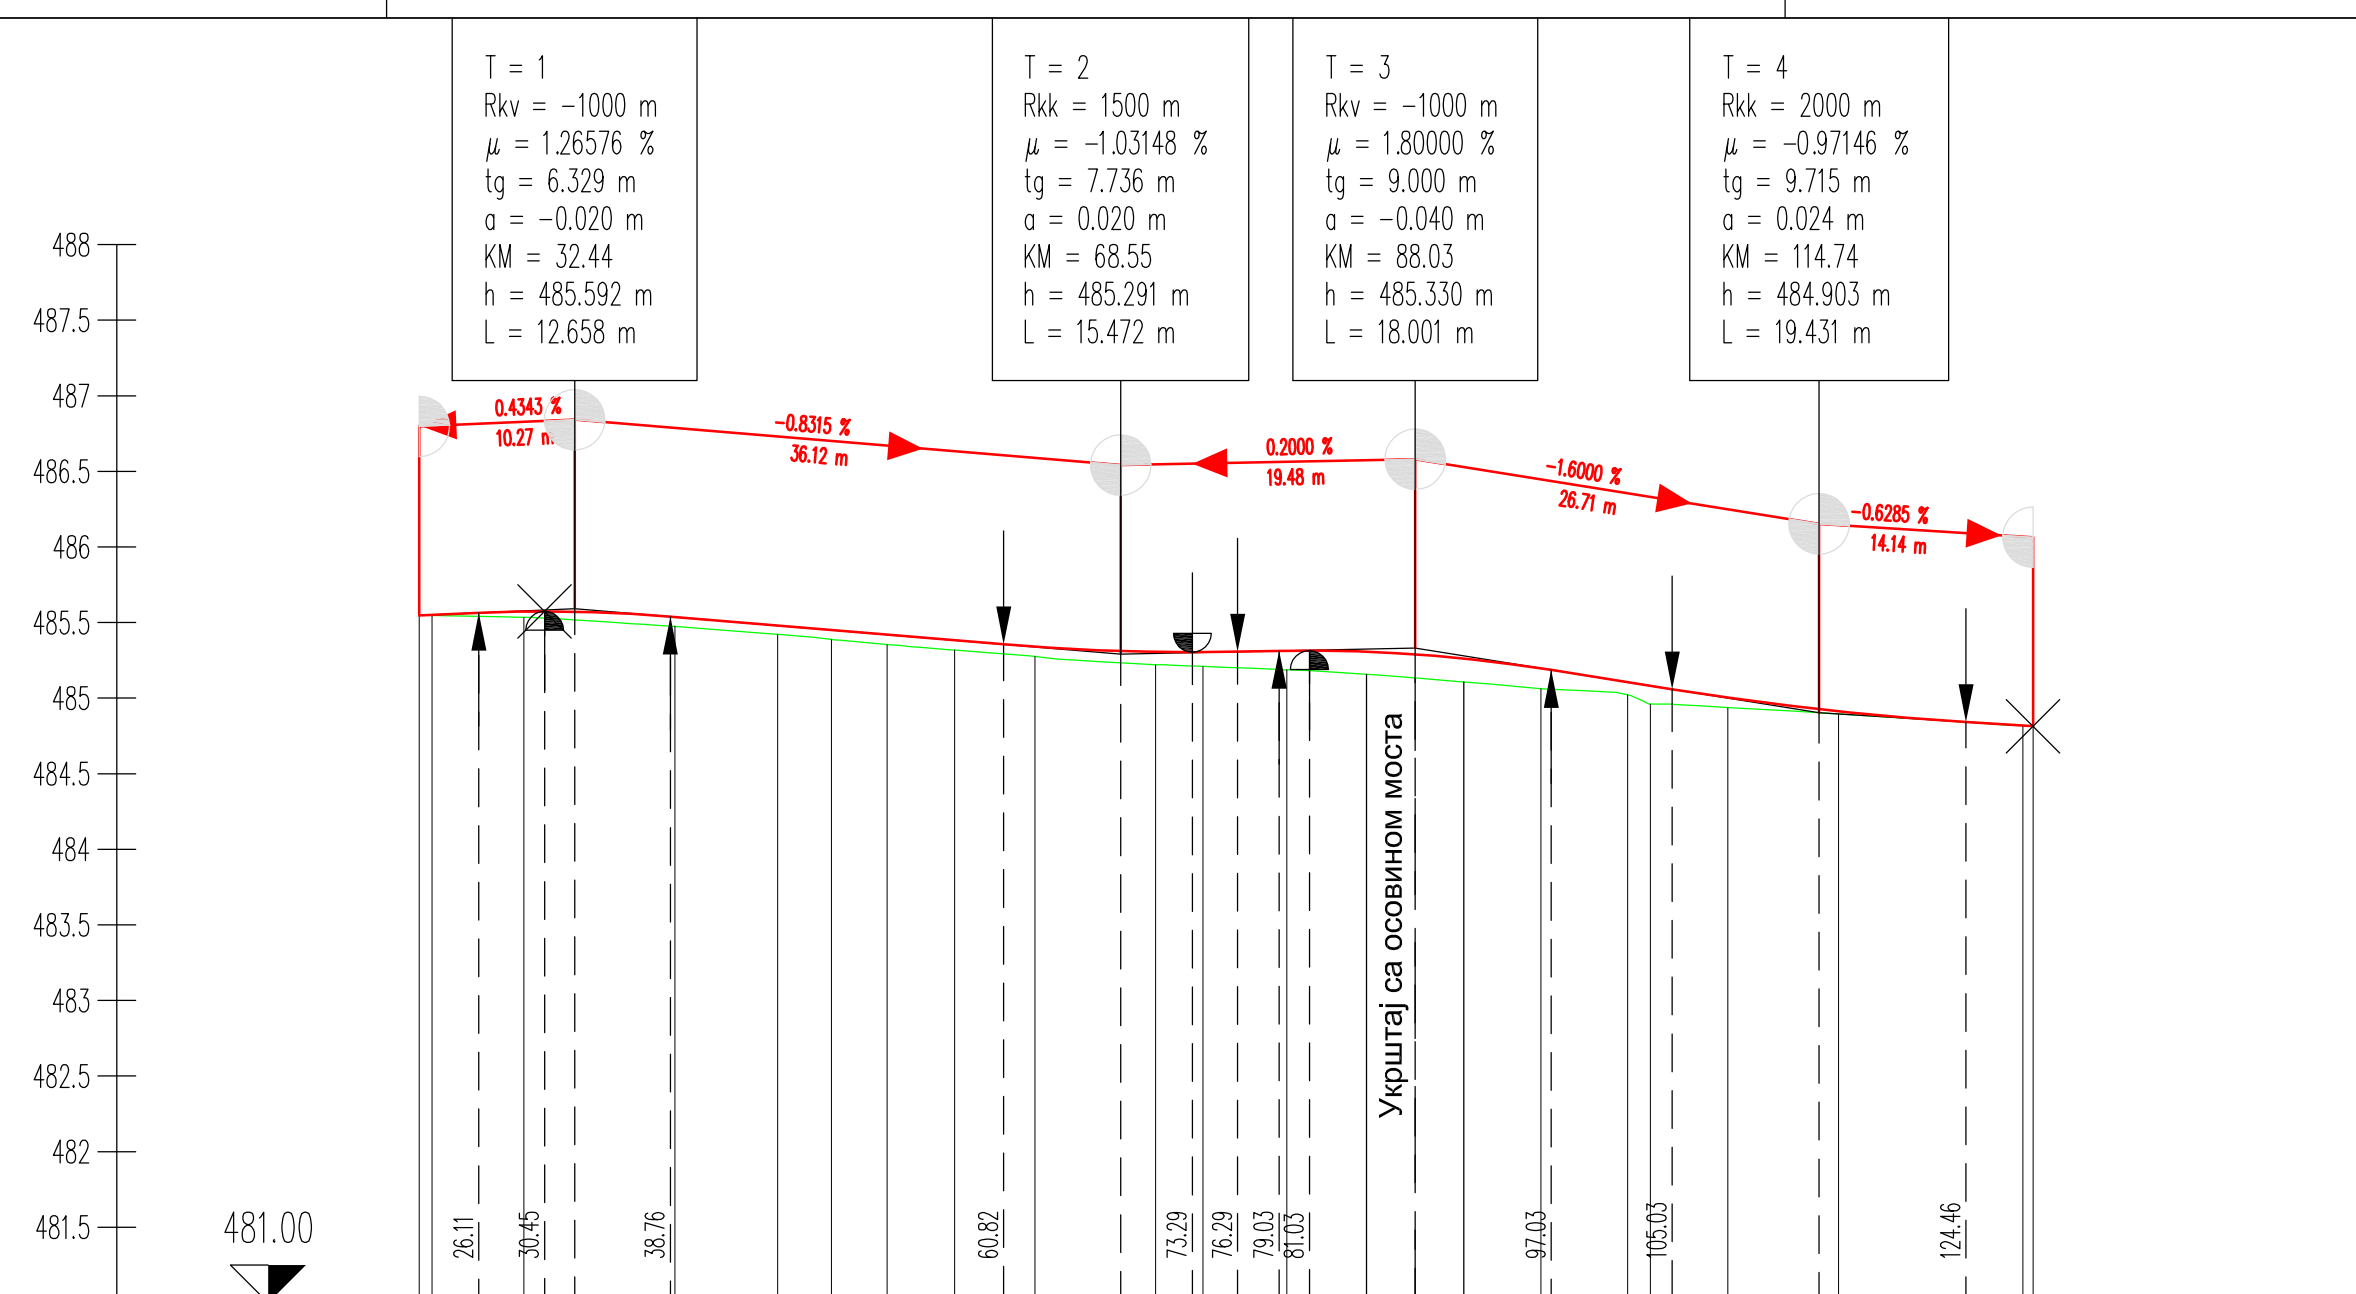 T = 1
Rkv = -1000 m
μ = 1.26576 %
tg = 6.329 m
a = -0.020 m
KM = 32.44
h = 485.592 m
L = 12.658 m
T = 2
Rkk = 1500 m
μ = -1.03148 %
tg = 7.736 m
a = 0.020 m
KM = 68.55
h = 485.291 m
L = 15.472 m
T = 3
Rkv = -1000 m
μ = 1.80000 %
tg = 9.000 m
a = -0.040 m
KM = 88.03
h = 485.330 m
L = 18.001 m
T = 4
Rkk = 2000 m
μ = -0.97146 %
tg = 9.715 m
a = 0.024 m
KM = 114.74
h = 484.903 m
L = 19.431 m
488
487.5
487
486.5
486
485.5
485
484.5
484
483.5
483
482.5
482
481.5
0.4343 %
10.27 m
-0.8315 %
36.12 m
0.2000 %
19.48 m
-1.6000 %
26.71 m
-0.6285 %
14.14 m
Укрштај са осовином моста
481.00
26.11
30.45
38.76
60.82
73.29
76.29
79.03
81.03
97.03
105.03
124.46